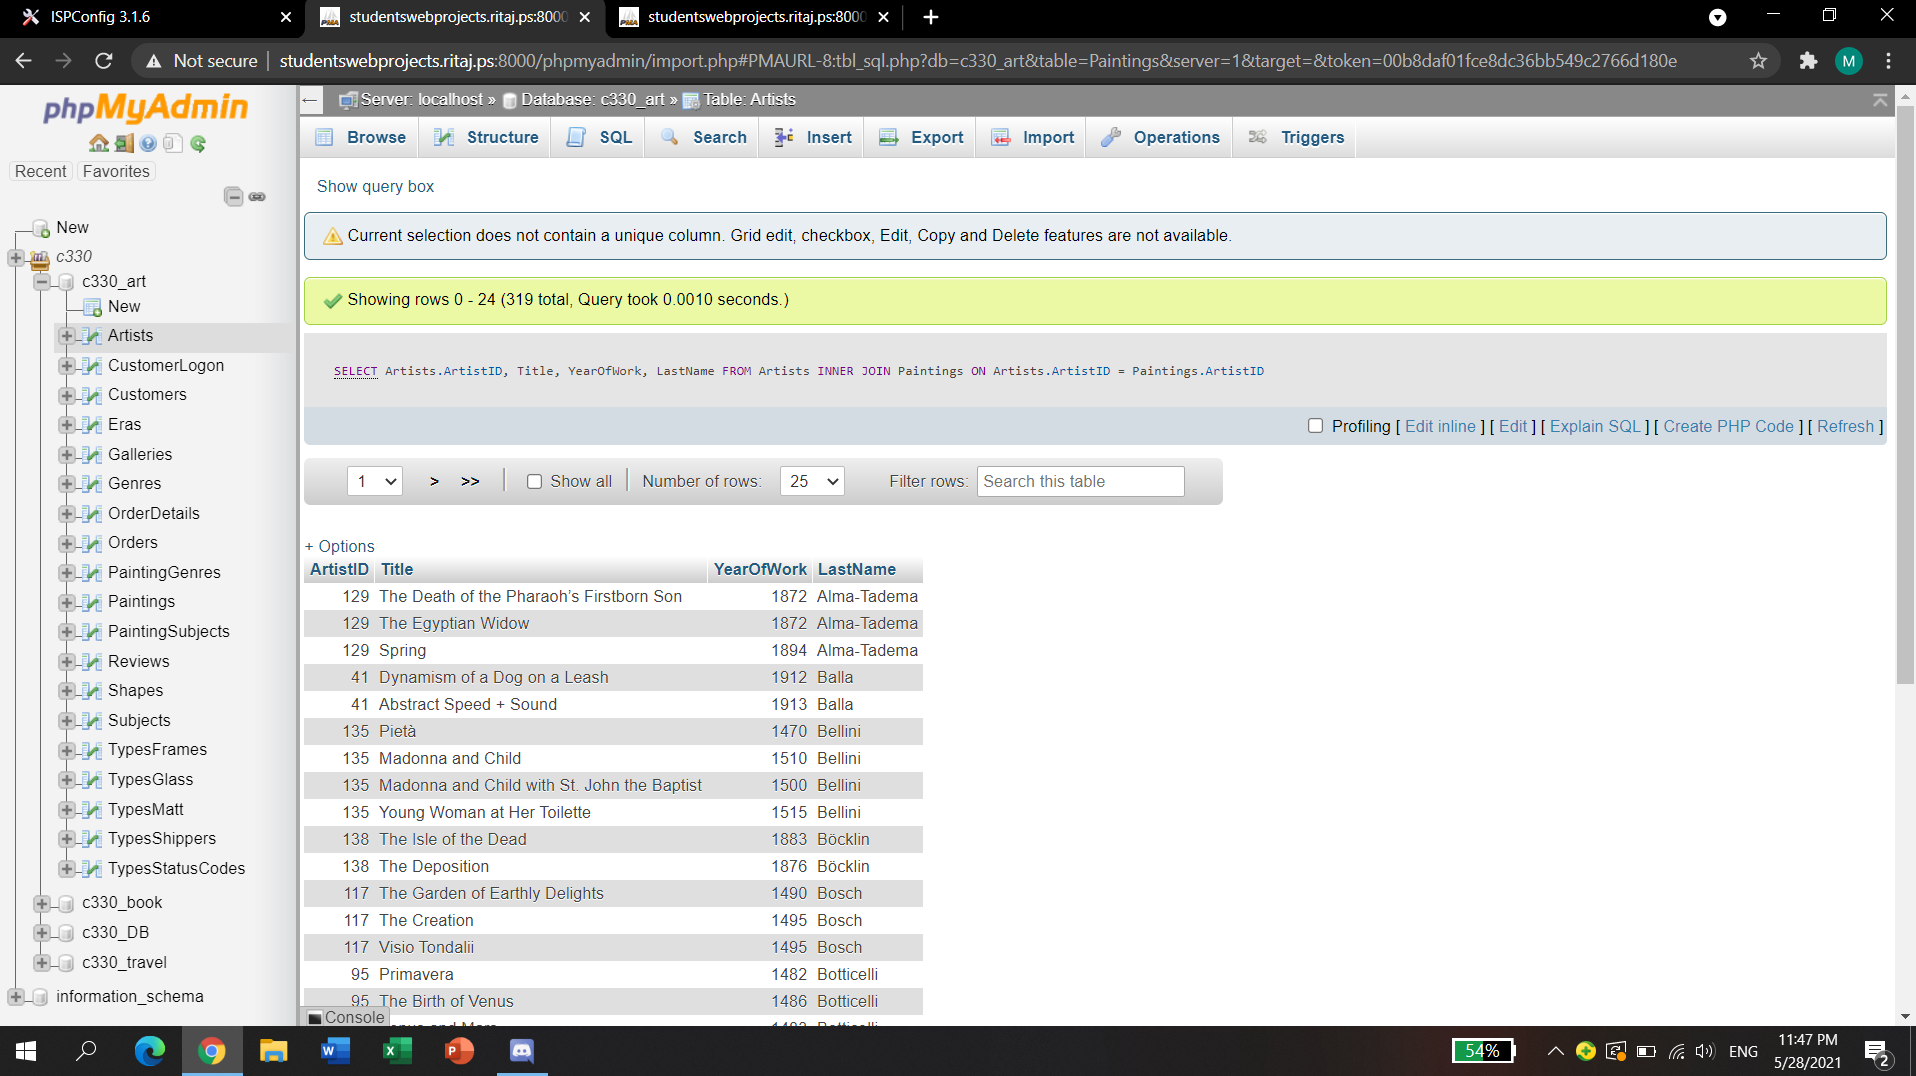 ISPConfig 3.1.6
studentswebprojects.ritaj.ps:8000
studentswebprojects.ritaj.ps:8000
Not secure | studentswebprojects.ritaj.ps:8000/phpmyadmin/import.php#PMAURL-8:tbl_sql.php?db=c330_art&table=Paintings&server=1&target=&token=00b8daf01fce8dc36bb549c2766d180e
M
phpMyAdmin
Recent Favorites
New
c330
c330_art
New
Artists
CustomerLogon
Customers
Eras
Galleries
Genres
OrderDetails
Orders
PaintingGenres
Paintings
PaintingSubjects
Reviews
Shapes
Subjects
TypesFrames
TypesGlass
TypesMatt
TypesShippers
TypesStatusCodes
c330_book
c330_DB
c330_travel
information_schema
Server: localhost » Database: c330_art » Table: Artists
Browse Structure SQL Search Insert Export Import Operations Triggers
Show query box
Current selection does not contain a unique column. Grid edit, checkbox, Edit, Copy and Delete features are not available.
Showing rows 0 - 24 (319 total, Query took 0.0010 seconds.)
SELECT Artists.ArtistID, Title, YearOfWork, LastName FROM Artists INNER JOIN Paintings ON Artists.ArtistID = Paintings.ArtistID
Profiling [ Edit inline ] [ Edit ] [ Explain SQL ] [ Create PHP Code ] [ Refresh ]
1 > >> Show all Number of rows: 25 Filter rows: Search this table
+ Options
ArtistID Title YearOfWork LastName
129 The Death of the Pharaoh’s Firstborn Son 1872 Alma-Tadema
129 The Egyptian Widow 1872 Alma-Tadema
129 Spring 1894 Alma-Tadema
41 Dynamism of a Dog on a Leash 1912 Balla
41 Abstract Speed + Sound 1913 Balla
135 Pietà 1470 Bellini
135 Madonna and Child 1510 Bellini
135 Madonna and Child with St. John the Baptist 1500 Bellini
135 Young Woman at Her Toilette 1515 Bellini
138 The Isle of the Dead 1883 Böcklin
138 The Deposition 1876 Böcklin
117 The Garden of Earthly Delights 1490 Bosch
117 The Creation 1495 Bosch
117 Visio Tondalii 1495 Bosch
95 Primavera 1482 Botticelli
95 The Birth of Venus 1486 Botticelli
Console
54% ENG 11:47 PM
5/28/2021
2